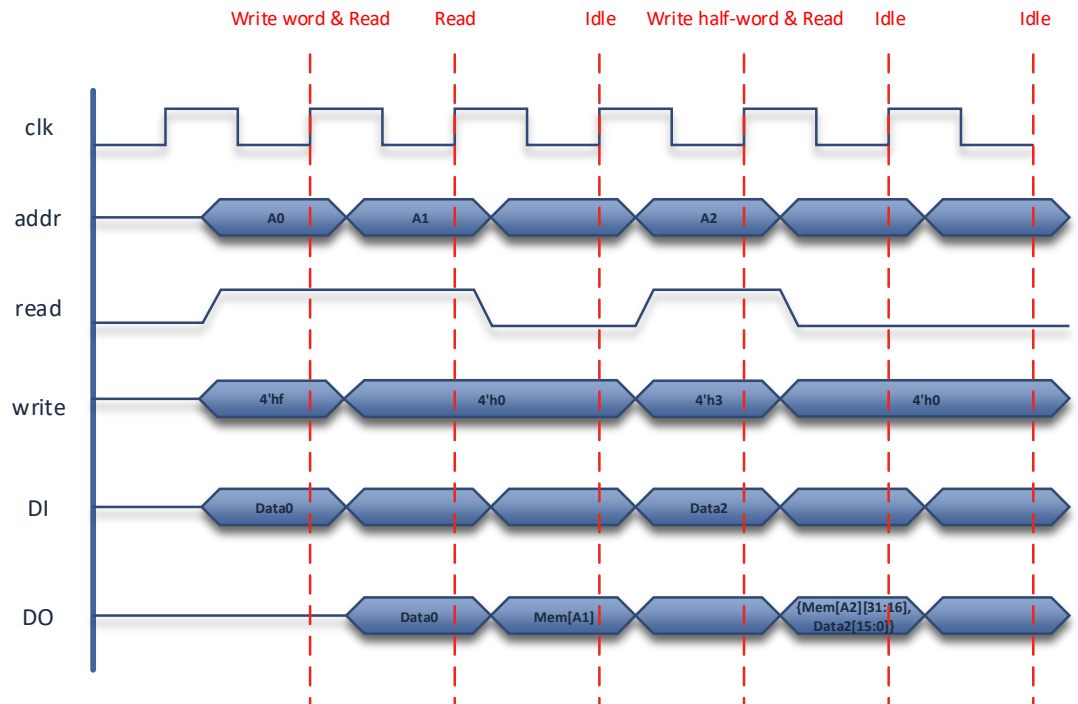 Write word & Read Read Idle Write half-word & Read Idle Idle
clk
addr A0 A1 A2
read
write 4'hf 4'h0 4'h3 4'h0
DI Data0 Data2
DO Data0 Mem[A1] {Mem[A2][31:16],
Data2[15:0]}